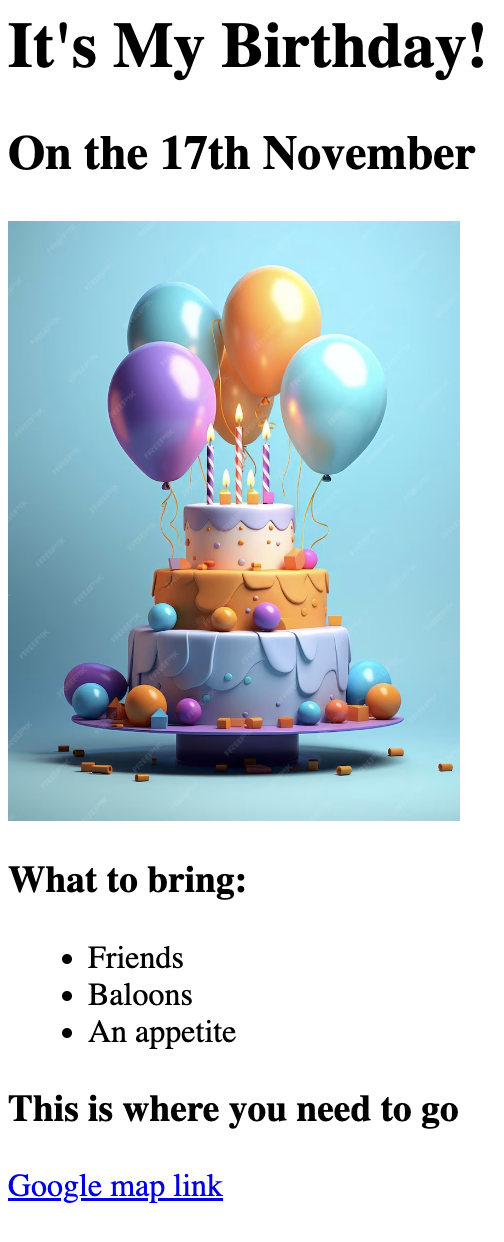 It's My Birthday!
On the 17th November
FREEPIK
What to bring:
Friends
Baloons
An appetite
This is where you need to go
Google map link